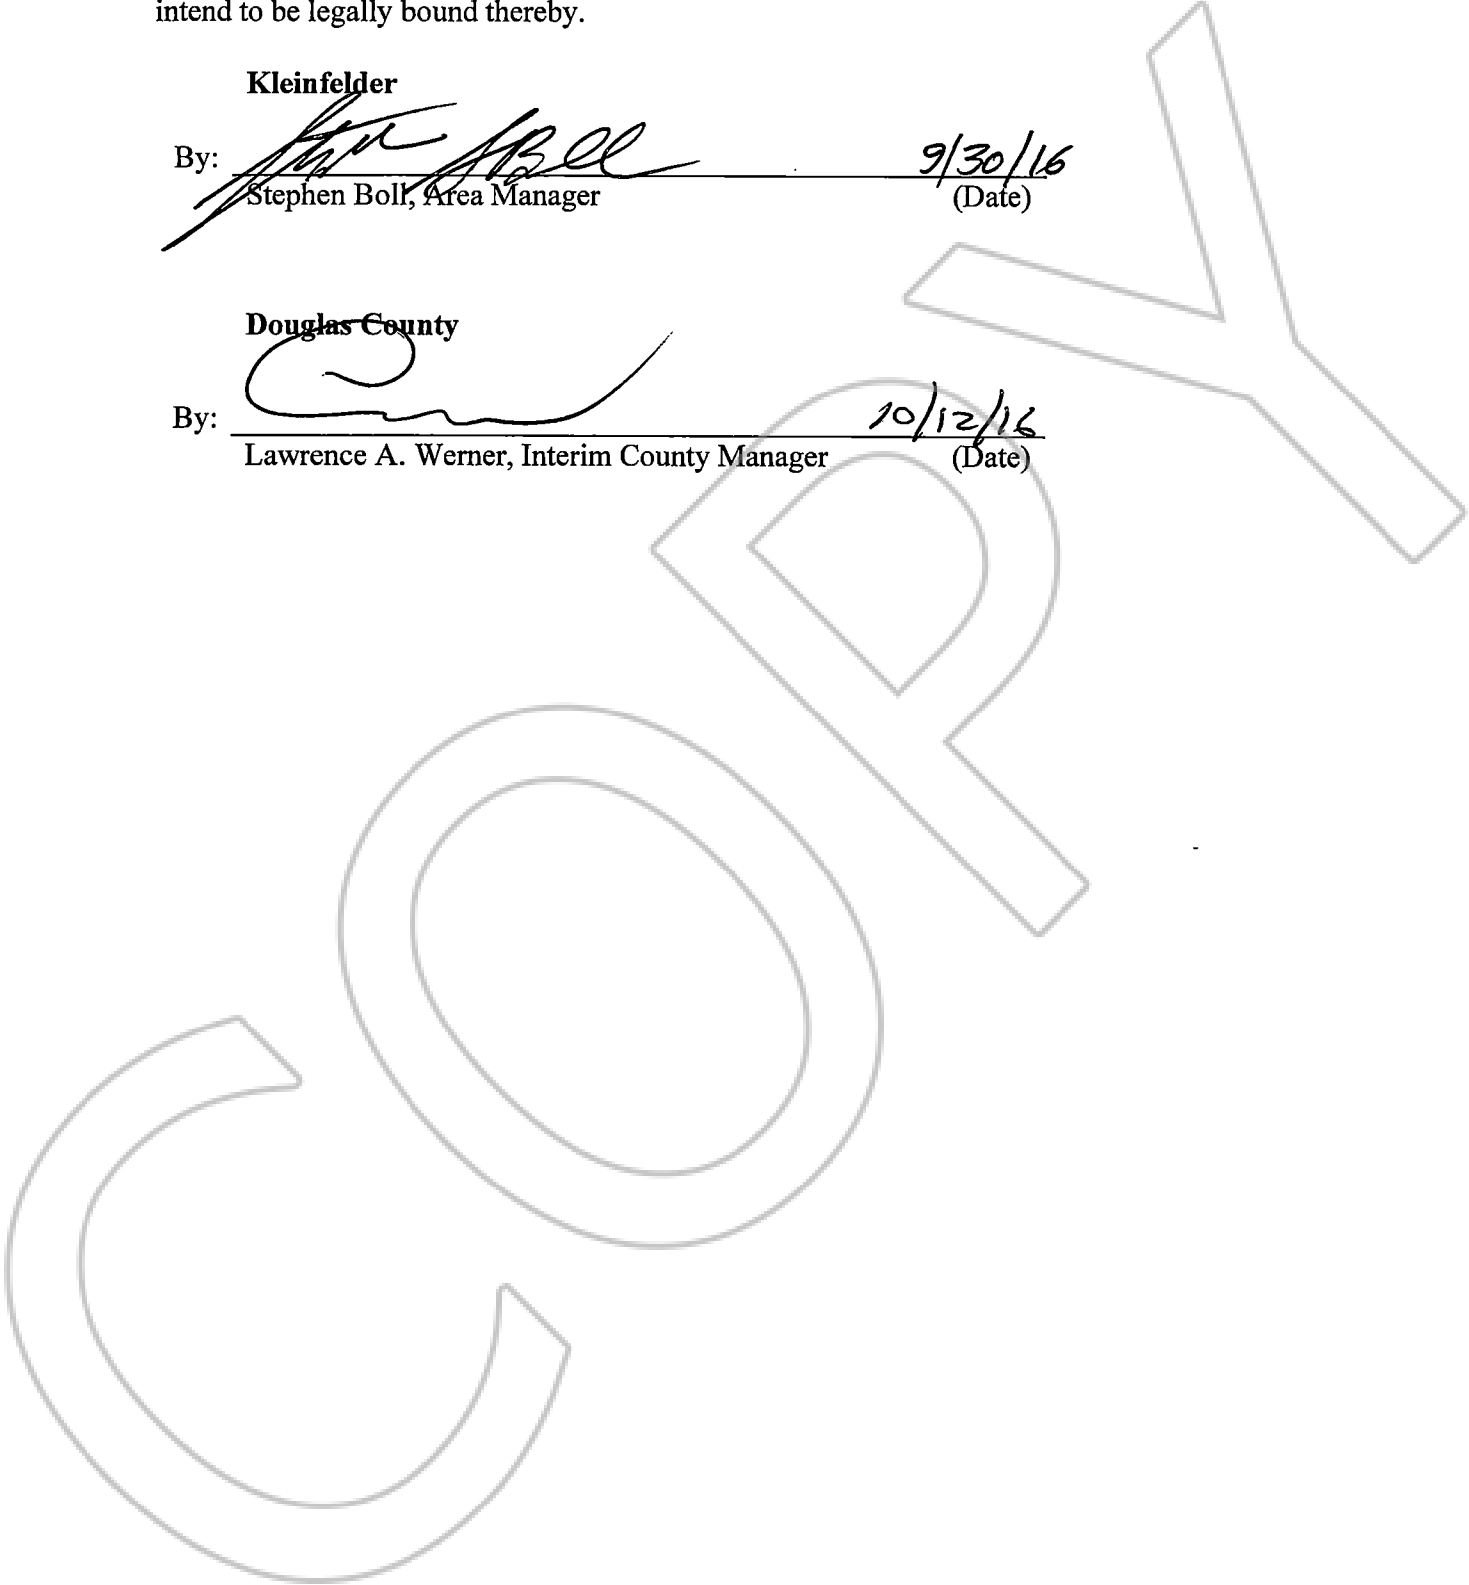 intend to be legally bound thereby.
Kleinfelder
By:
9/30/16
Stephen Boll, Area Manager
(Date)
Douglas County
By:
10/12/16
Lawrence A. Werner, Interim County Manager
(Date)
COPY